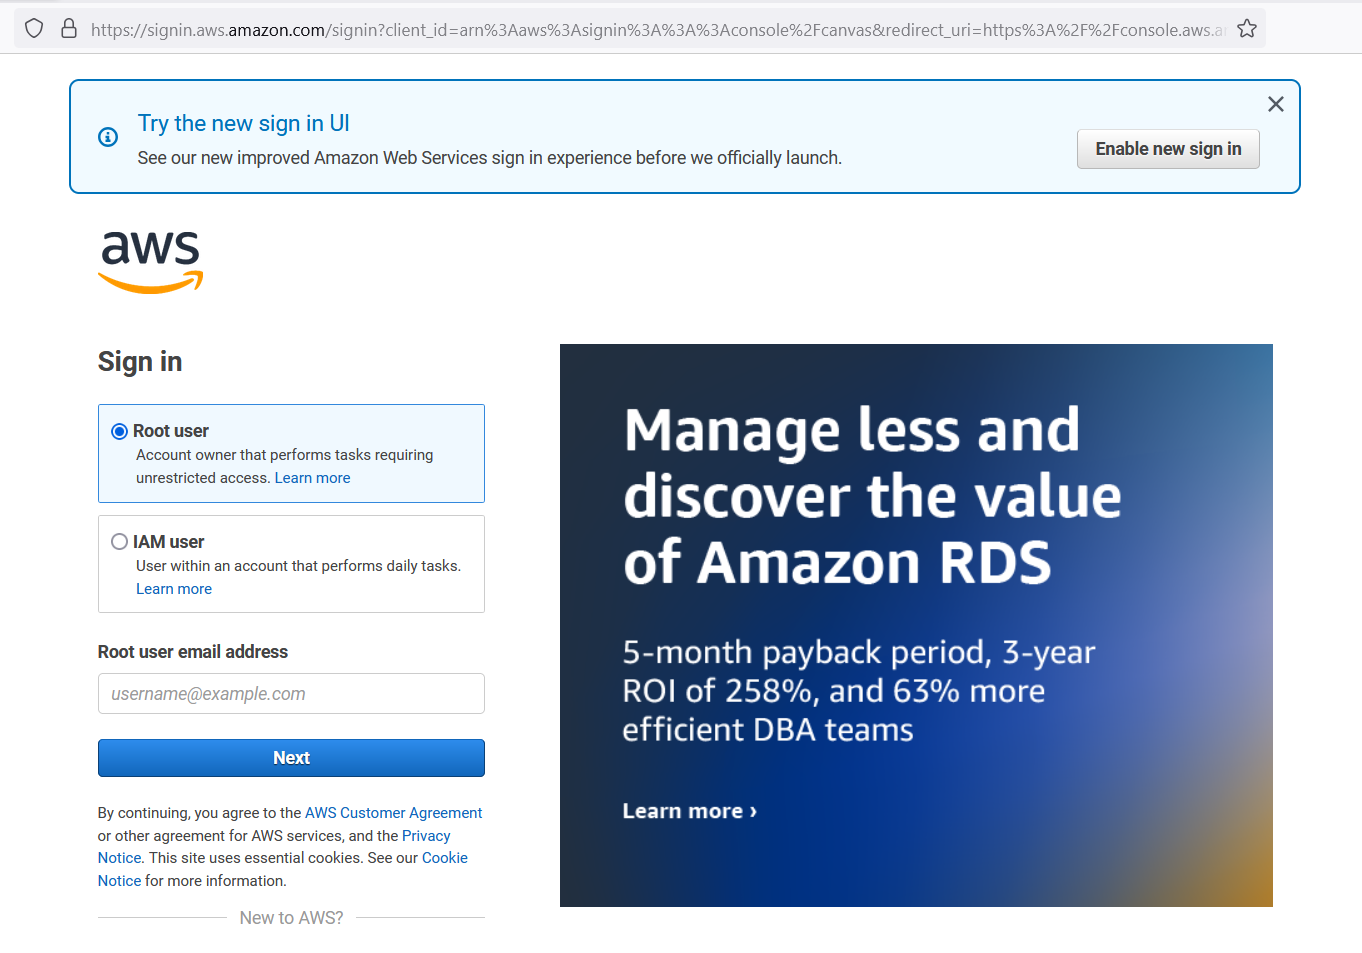 https://signin.aws.amazon.com/signin?client_id=arn%3Aaws%3Asignin%3A%3A%3Aconsole%2Fcanvas&redirect_uri=https%3A%2F%2Fconsole.aws.a
Try the new sign in UI
See our new improved Amazon Web Services sign in experience before we officially launch.
Enable new sign in
aws
Sign in
Root user
Account owner that performs tasks requiring
unrestricted access. Learn more
IAM user
User within an account that performs daily tasks.
Learn more
Root user email address
username@example.com
Next
By continuing, you agree to the AWS Customer Agreement
or other agreement for AWS services, and the Privacy
Notice. This site uses essential cookies. See our Cookie
Notice for more information.
New to AWS?
Manage less and
discover the value
of Amazon RDS
5-month payback period, 3-year
ROI of 258%, and 63% more
efficient DBA teams
Learn more ›